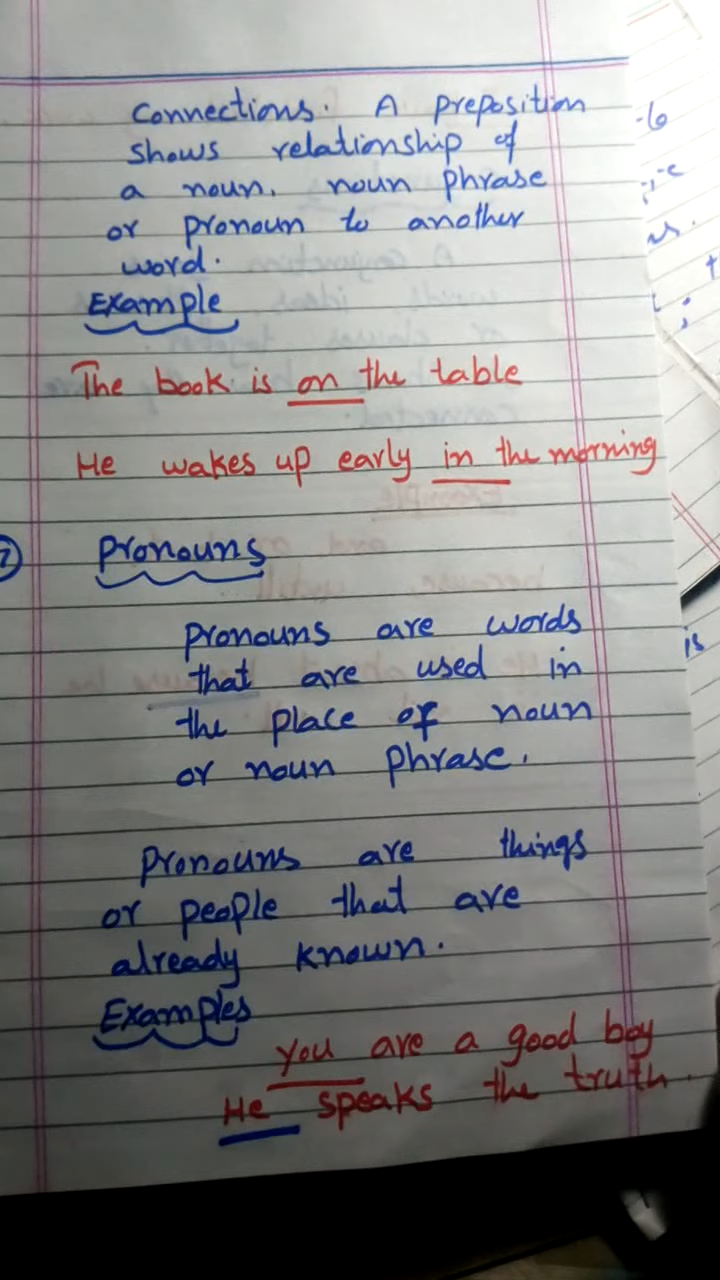 Connections. A preposition
shows relationship of
a noun, noun phrase
or pronoun to another
word.
Example
The book is on the table
He wakes up early in the morning
7 Pronouns
Pronouns are words
that are used in
the place of noun
or noun phrase.
Pronouns are things
or people that are
already known.
Examples
You are a good boy
He speaks the truth.
is